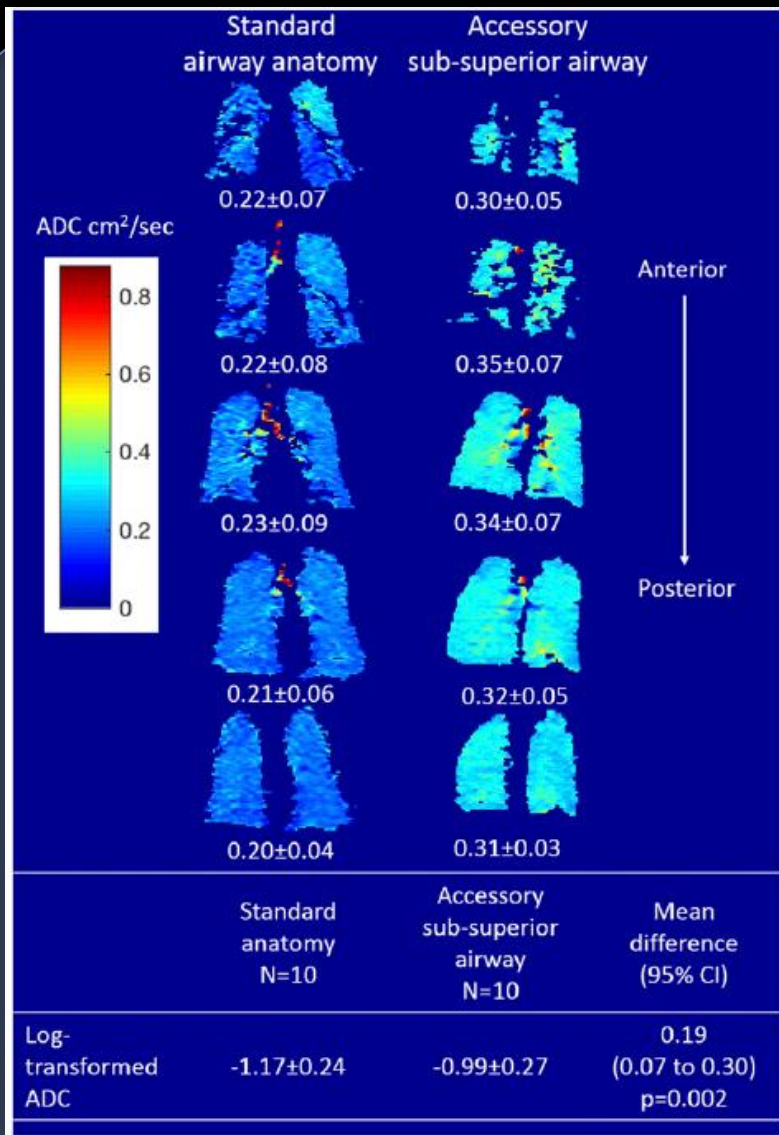 Standard
airway anatomy
Accessory
sub-superior airway
0.22±0.07
0.30±0.05
ADC cm²/sec
0.8
0.6
0.4
0.2
0
Anterior
0.22±0.08
0.35±0.07
0.23±0.09
0.34±0.07
Posterior
0.21±0.06
0.32±0.05
0.20±0.04
0.31±0.03
Standard
anatomy
N=10
Accessory
sub-superior
airway
N=10
Mean
difference
(95% CI)
Log-
transformed
ADC
-1.17±0.24
-0.99±0.27
0.19
(0.07 to 0.30)
p=0.002